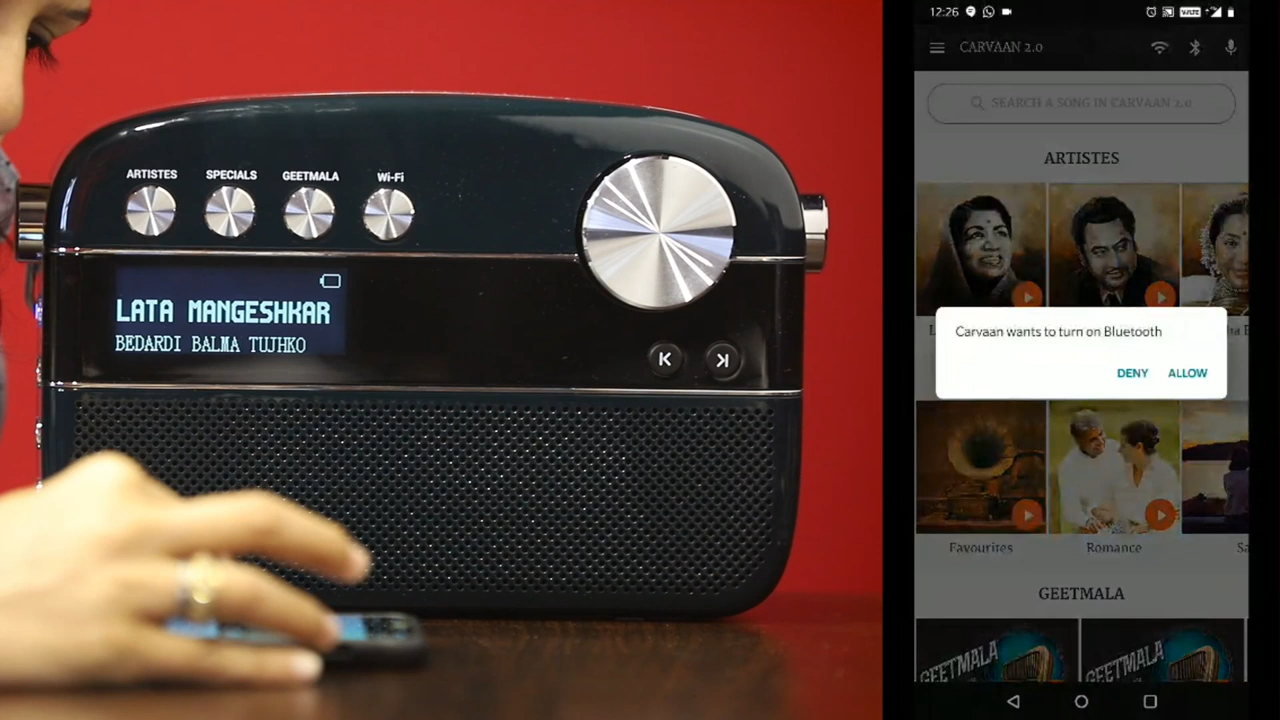 ARTISTES
SPECIALS
GEETMALA
Wi-Fi
LATA MANGESHKAR
BEDARDI BALMA TUJHKO
12:26
VoLTE
CARVAAN 2.0
SEARCH A SONG IN CARVAAN 2.0
ARTISTES
Carvaan wants to turn on Bluetooth
DENY
ALLOW
Favourites
Romance
GEETMALA
GEETMALA
GEETMALA